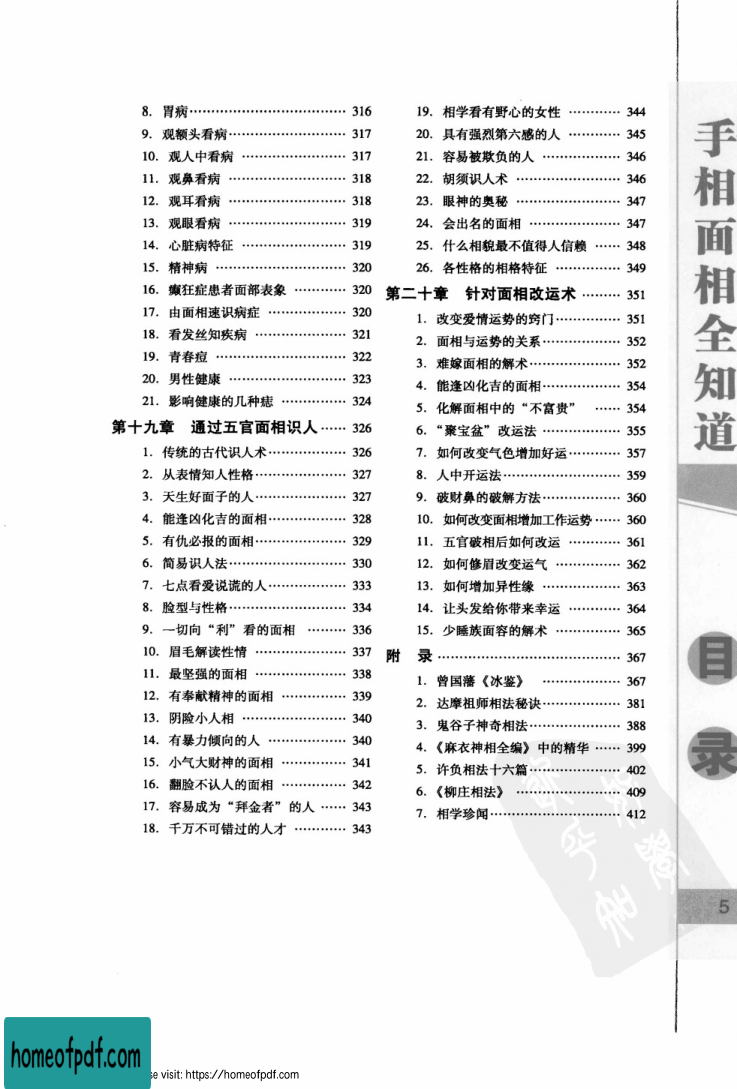 8. 胃病………………………………… 316
9. 观额头看病……………………… 317
10. 观人中看病 …………………… 317
11. 观鼻看病 ……………………… 318
12. 观耳看病 ……………………… 318
13. 观眼看病 ……………………… 319
14. 心脏病特征 …………………… 319
15. 精神病 ………………………… 320
16. 癫狂症患者面部表象 ………… 320
17. 由面相速识病症 ……………… 320
18. 看发丝知疾病 ………………… 321
19. 青春痘 ………………………… 322
20. 男性健康 ……………………… 323
21. 影响健康的几种痣 …………… 324
第十九章 通过五官面相识人…… 326
1. 传统的古代识人术……………… 326
2. 从表情知人性格………………… 327
3. 天生好面子的人………………… 327
4. 能逢凶化吉的面相……………… 328
5. 有仇必报的面相………………… 329
6. 简易识人法……………………… 330
7. 七点看爱说谎的人……………… 333
8. 脸型与性格……………………… 334
9. 一切向“利”看的面相 ……… 336
10. 眉毛解读性情 ………………… 337
11. 最坚强的面相 ………………… 338
12. 有奉献精神的面相 …………… 339
13. 阴险小人相 …………………… 340
14. 有暴力倾向的人 ……………… 340
15. 小气大财神的面相 …………… 341
16. 翻脸不认人的面相 …………… 342
17. 容易成为“拜金者”的人 …… 343
18. 千万不可错过的人才 ………… 343
19. 相学看有野心的女性 ………… 344
20. 具有强烈第六感的人 ………… 345
21. 容易被欺负的人 ……………… 346
22. 胡须识人术 …………………… 346
23. 眼神的奥秘 …………………… 347
24. 会出名的面相 ………………… 347
25. 什么相貌最不值得人信赖 …… 348
26. 各性格的相格特征 …………… 349
第二十章 针对面相改运术 ……… 351
1. 改变爱情运势的窍门…………… 351
2. 面相与运势的关系……………… 352
3. 难嫁面相的解术………………… 352
4. 能逢凶化吉的面相……………… 354
5. 化解面相中的“不富贵” …… 354
6. “聚宝盆”改运法 …………… 355
7. 如何改变气色增加好运………… 357
8. 人中开运法……………………… 359
9. 破财鼻的破解方法……………… 360
10. 如何改变面相增加工作运势…… 360
11. 五官破相后如何改运 ………… 361
12. 如何修眉改变运气 …………… 362
13. 如何增加异性缘 ……………… 363
14. 让头发给你带来幸运 ………… 364
15. 少睡族面容的解术 …………… 365
附 录 …………………………………… 367
1. 曾国藩《冰鉴》 ……………… 367
2. 达摩祖师相法秘诀……………… 381
3. 鬼谷子神奇相法………………… 388
4.《麻衣神相全编》中的精华 …… 399
5. 许负相法十六篇………………… 402
6.《柳庄相法》 …………………… 409
7. 相学珍闻………………………… 412
手相面相全知道
目
录
5
homeofpdf.com
se visit: https://homeofpdf.com